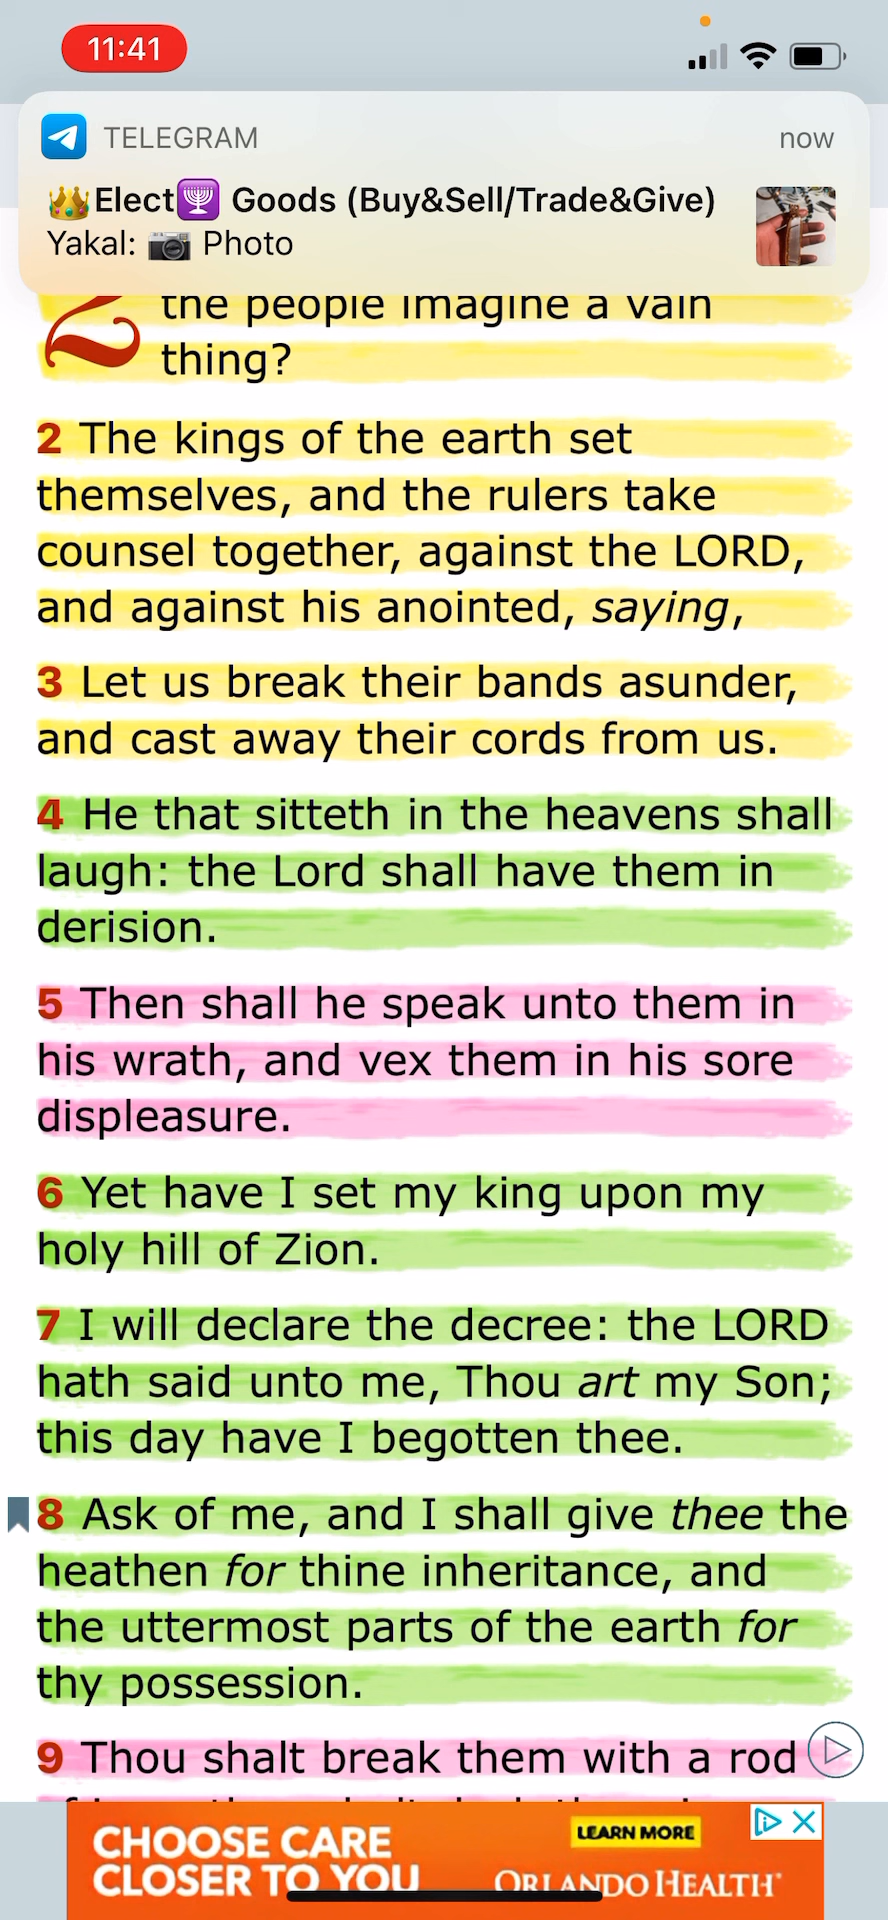 11:41
TELEGRAM
now
👑Elect🕎 Goods (Buy&Sell/Trade&Give)
Yakal: 📷 Photo
2 the people imagine a vain
thing?
2 The kings of the earth set
themselves, and the rulers take
counsel together, against the LORD,
and against his anointed, saying,
3 Let us break their bands asunder,
and cast away their cords from us.
4 He that sitteth in the heavens shall
laugh: the Lord shall have them in
derision.
5 Then shall he speak unto them in
his wrath, and vex them in his sore
displeasure.
6 Yet have I set my king upon my
holy hill of Zion.
7 I will declare the decree: the LORD
hath said unto me, Thou art my Son;
this day have I begotten thee.
8 Ask of me, and I shall give thee the
heathen for thine inheritance, and
the uttermost parts of the earth for
thy possession.
9 Thou shalt break them with a rod
CHOOSE CARE
CLOSER TO YOU
LEARN MORE
ORLANDO HEALTH®